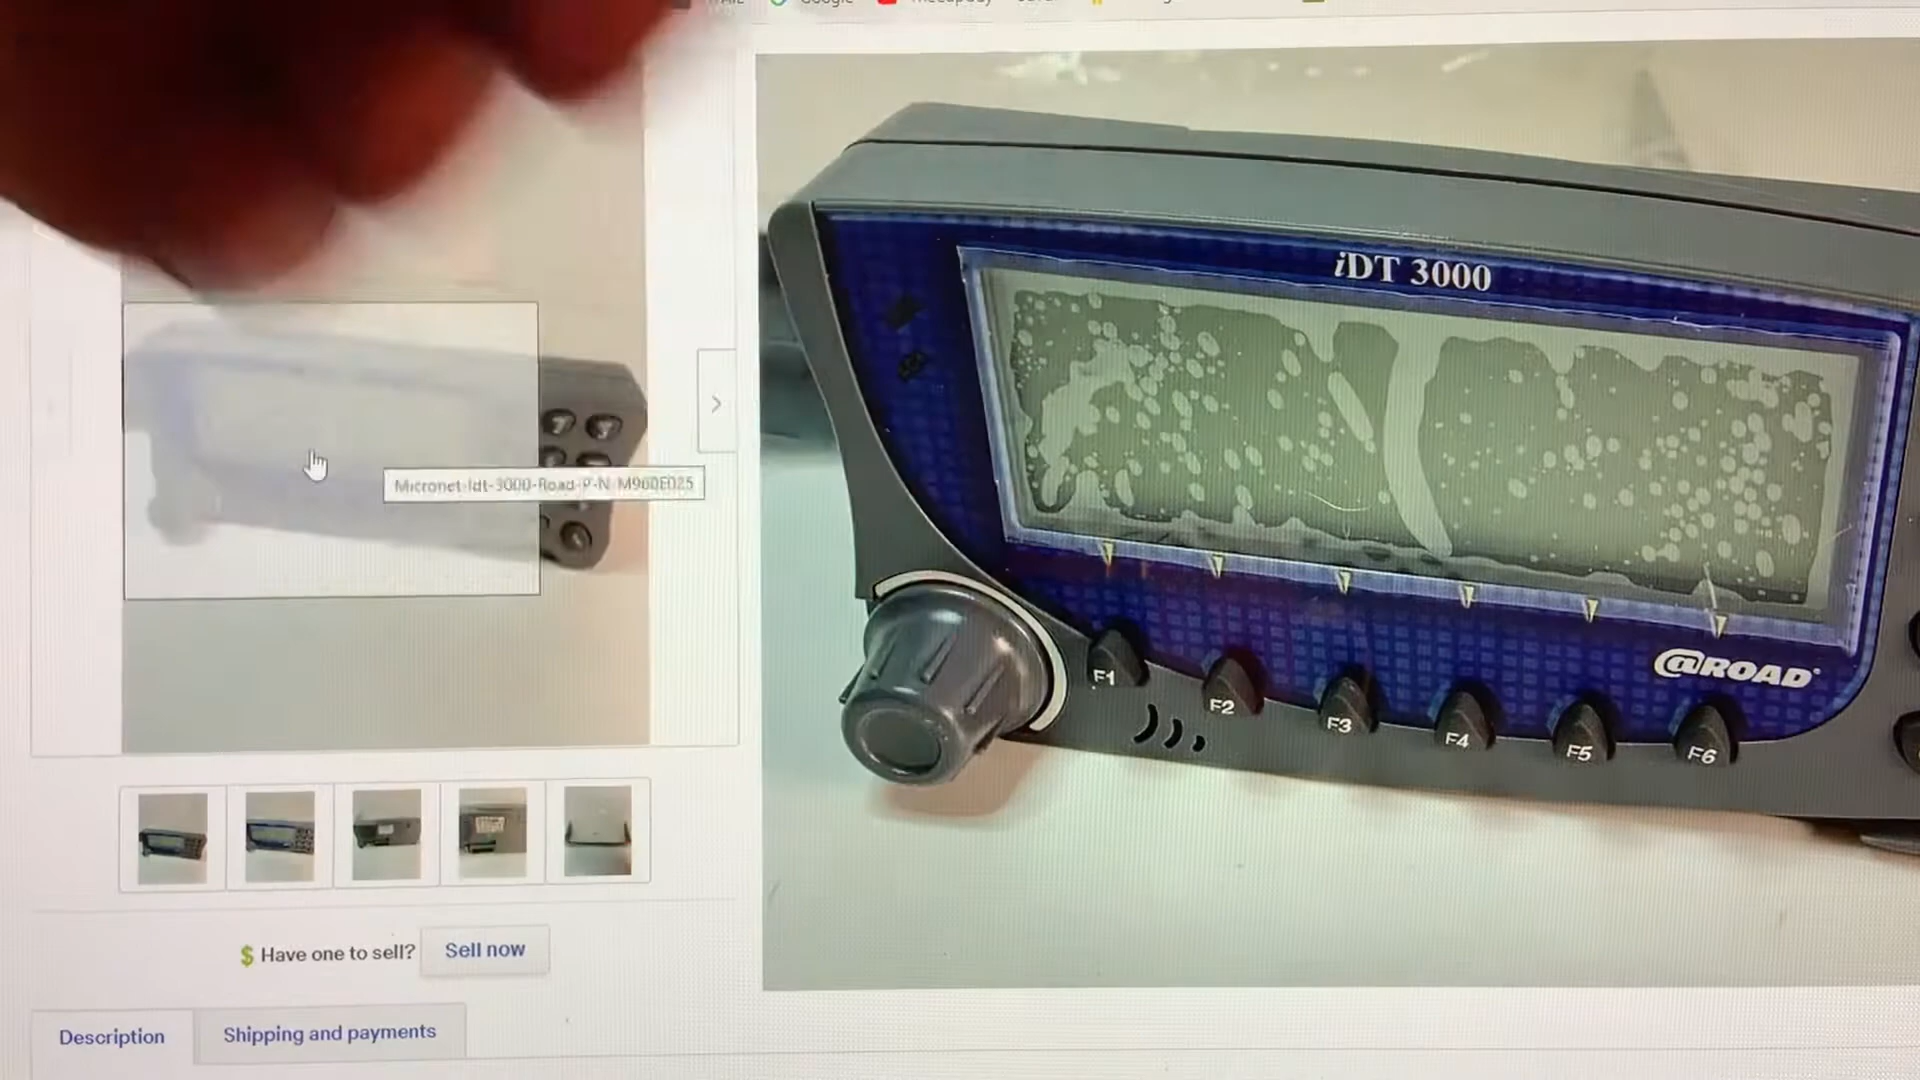 Google
iDT 3000
Micronet-Idt-3000-Road-P-N M960E025
@ROAD
F1
F2
F3
F4
F5
F6
$ Have one to sell?
Sell now
Description
Shipping and payments